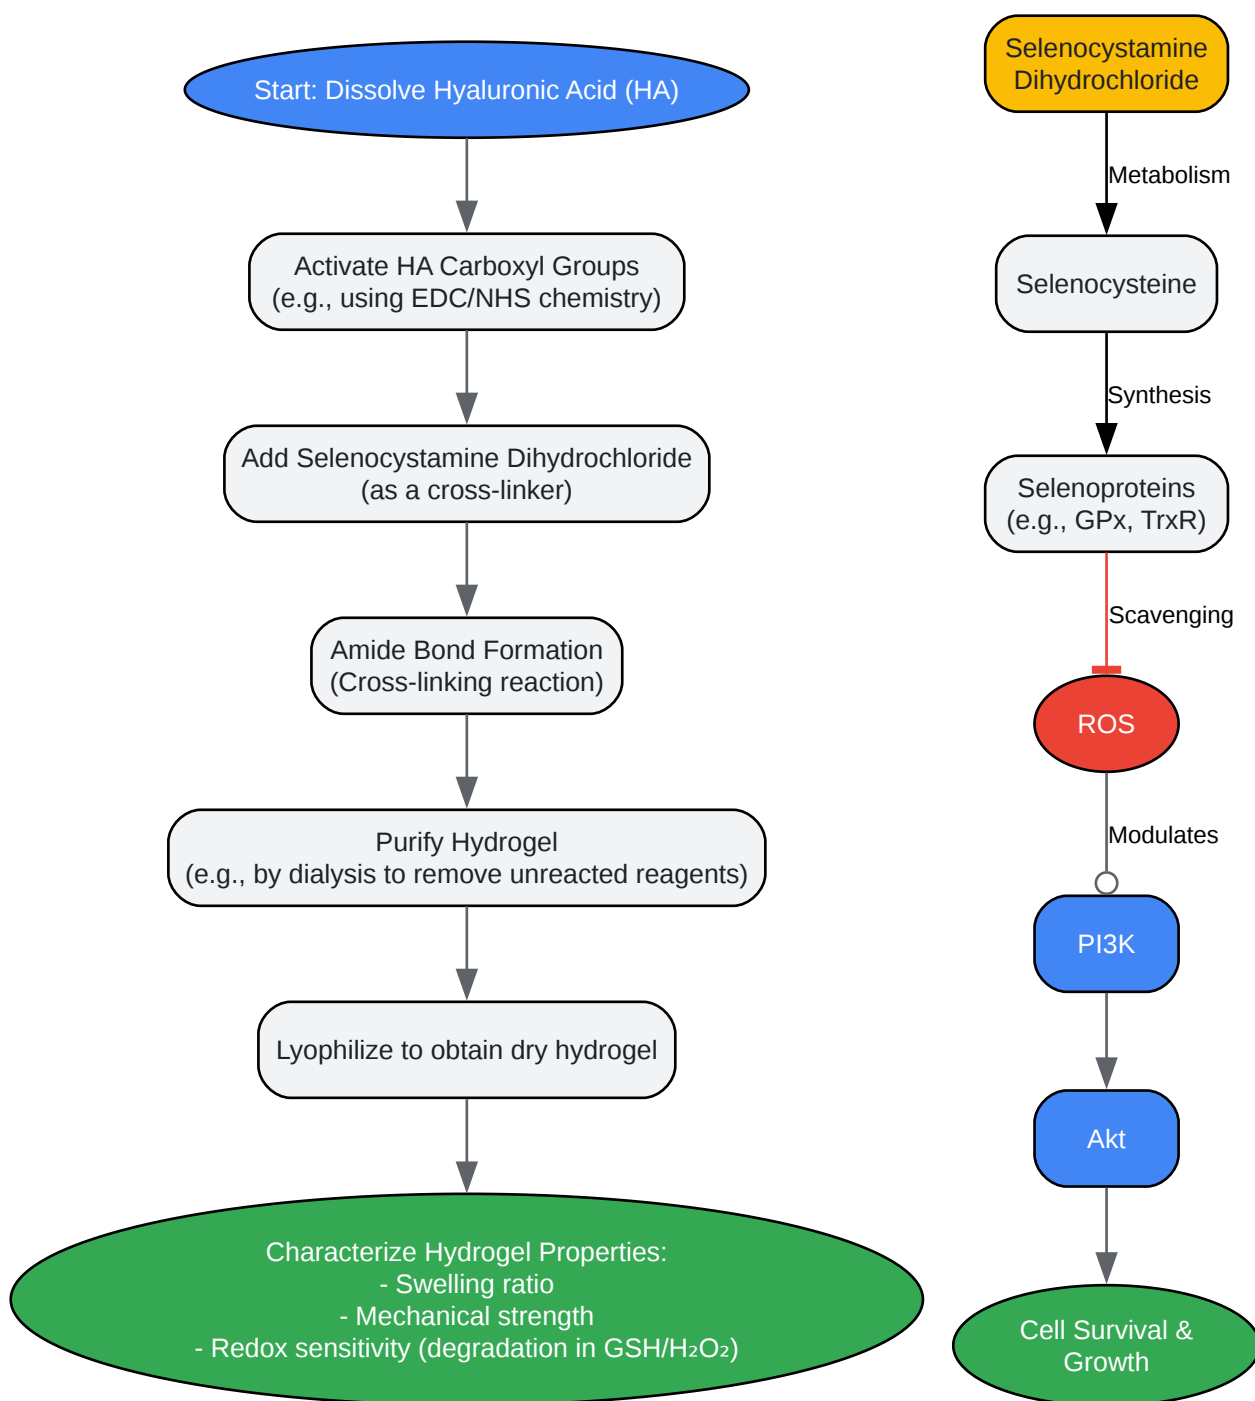 Start: Dissolve Hyaluronic Acid (HA)
Activate HA Carboxyl Groups
(e.g., using EDC/NHS chemistry)
Add Selenocystamine Dihydrochloride
(as a cross-linker)
Amide Bond Formation
(Cross-linking reaction)
Purify Hydrogel
(e.g., by dialysis to remove unreacted reagents)
Lyophilize to obtain dry hydrogel
Characterize Hydrogel Properties:
- Swelling ratio
- Mechanical strength
- Redox sensitivity (degradation in GSH/H₂O₂)
Selenocystamine
Dihydrochloride
Metabolism
Selenocysteine
Synthesis
Selenoproteins
(e.g., GPx, TrxR)
Scavenging
ROS
Modulates
PI3K
Akt
Cell Survival &
Growth